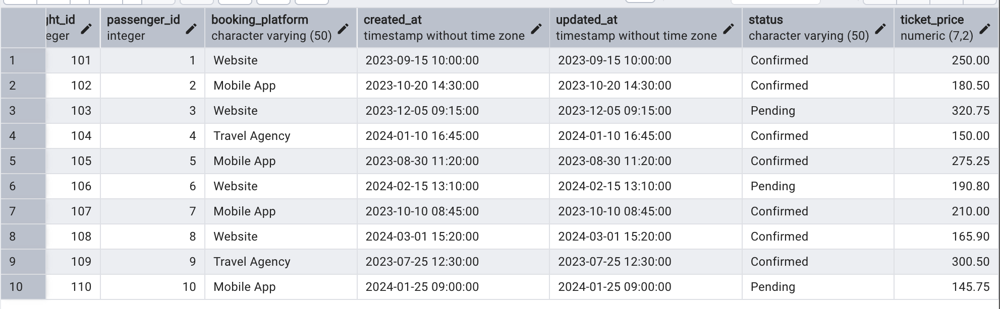 ght_id passenger_id booking_platform created_at updated_at status ticket_price
eger integer character varying (50) timestamp without time zone timestamp without time zone character varying (50) numeric (7,2)
1 101 1 Website 2023-09-15 10:00:00 2023-09-15 10:00:00 Confirmed 250.00
2 102 2 Mobile App 2023-10-20 14:30:00 2023-10-20 14:30:00 Confirmed 180.50
3 103 3 Website 2023-12-05 09:15:00 2023-12-05 09:15:00 Pending 320.75
4 104 4 Travel Agency 2024-01-10 16:45:00 2024-01-10 16:45:00 Confirmed 150.00
5 105 5 Mobile App 2023-08-30 11:20:00 2023-08-30 11:20:00 Confirmed 275.25
6 106 6 Website 2024-02-15 13:10:00 2024-02-15 13:10:00 Pending 190.80
7 107 7 Mobile App 2023-10-10 08:45:00 2023-10-10 08:45:00 Confirmed 210.00
8 108 8 Website 2024-03-01 15:20:00 2024-03-01 15:20:00 Confirmed 165.90
9 109 9 Travel Agency 2023-07-25 12:30:00 2023-07-25 12:30:00 Confirmed 300.50
10 110 10 Mobile App 2024-01-25 09:00:00 2024-01-25 09:00:00 Pending 145.75